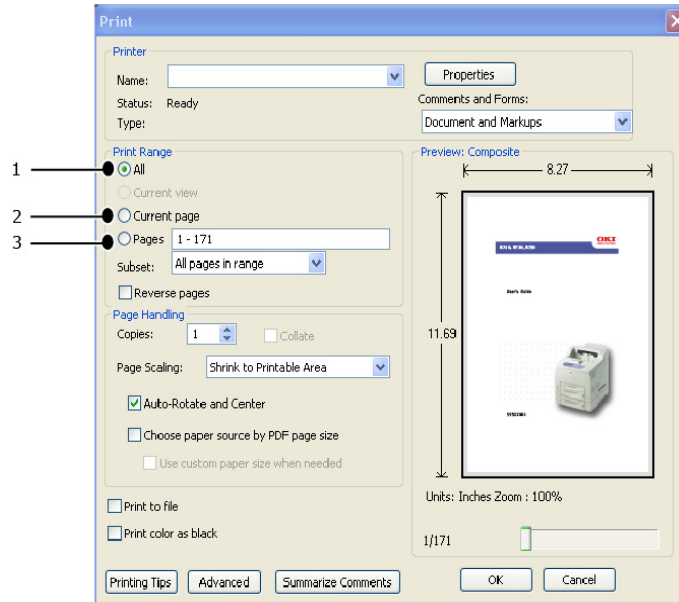 Print
Printer
Name:
Properties
Status: Ready
Comments and Forms:
Type:
Document and Markups
Print Range
1
All
Current view
2
Current page
3
Pages 1 - 171
Subset: All pages in range
Reverse pages
Page Handling
Copies: 1
Collate
Page Scaling: Shrink to Printable Area
Auto-Rotate and Center
Choose paper source by PDF page size
Use custom paper size when needed
Print to file
Print color as black
Preview: Composite
8.27
11.69
OKI
User's Guide
Units: Inches Zoom : 100%
1/171
Printing Tips
Advanced
Summarize Comments
OK
Cancel